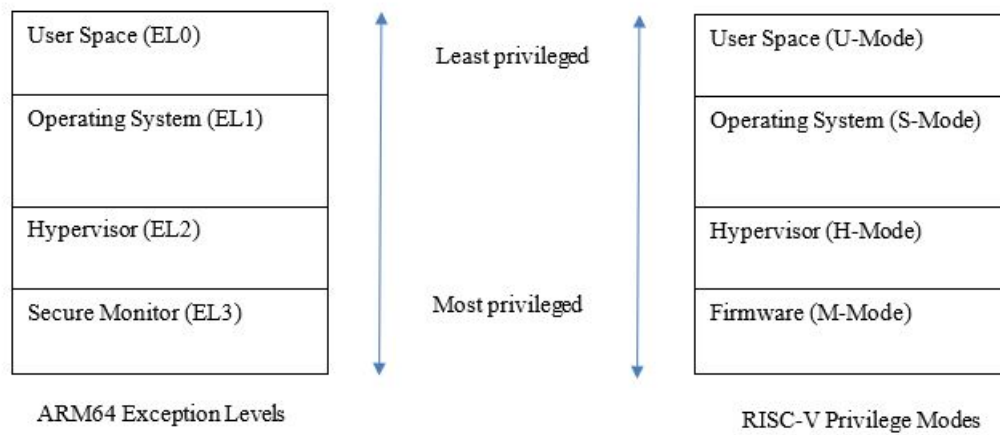 User Space (EL0)
Operating System (EL1)
Hypervisor (EL2)
Secure Monitor (EL3)
ARM64 Exception Levels
Least privileged
Most privileged
User Space (U-Mode)
Operating System (S-Mode)
Hypervisor (H-Mode)
Firmware (M-Mode)
RISC-V Privilege Modes